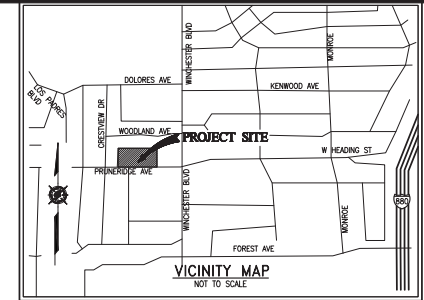 WINCHESTER BLVD
MONROE
DOLORES AVE
KENWOOD AVE
LOS PADRES
BLVD
CRESTVIEW DR
WOODLAND AVE
PROJECT SITE
W HEADING ST
PRUNERIDGE AVE
WINCHESTER BLVD
MONROE
880
FOREST AVE
VICINITY MAP
NOT TO SCALE